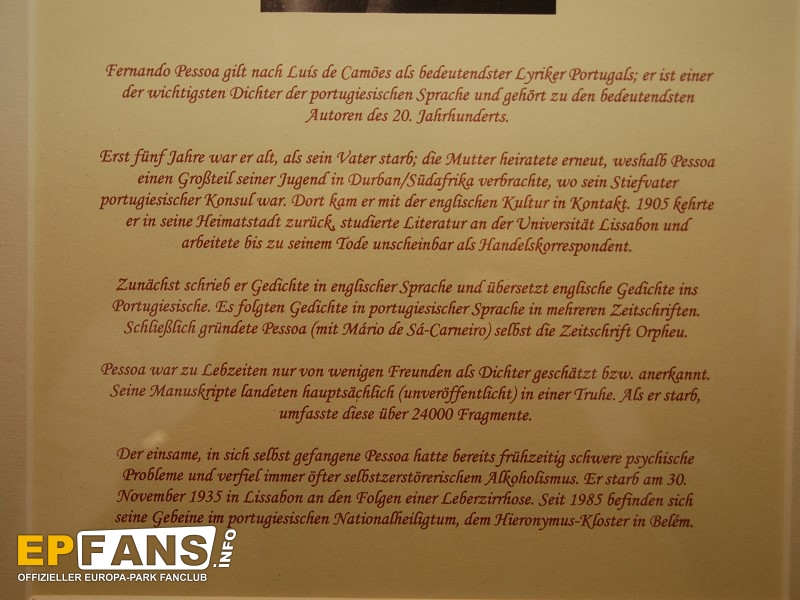 Fernando Pessoa gilt nach Luís de Camões als bedeutendster Lyriker Portugals; er ist einer
der wichtigsten Dichter der portugiesischen Sprache und gehört zu den bedeutendsten
Autoren des 20. Jahrhunderts.
Erst fünf Jahre war er alt, als sein Vater starb; die Mutter heiratete erneut, weshalb Pessoa
einen Großteil seiner Jugend in Durban/Südafrika verbrachte, wo sein Stiefvater
portugiesischer Konsul war. Dort kam er mit der englischen Kultur in Kontakt. 1905 kehrte
er in seine Heimatstadt zurück, studierte Literatur an der Universität Lissabon und
arbeitete bis zu seinem Tode unscheinbar als Handelskorrespondent.
Zunächst schrieb er Gedichte in englischer Sprache und übersetzt englische Gedichte ins
Portugiesische. Es folgten Gedichte in portugiesischer Sprache in mehreren Zeitschriften.
Schließlich gründete Pessoa (mit Mário de Sá-Carneiro) selbst die Zeitschrift Orpheu.
Pessoa war zu Lebzeiten nur von wenigen Freunden als Dichter geschätzt bzw. anerkannt.
Seine Manuskripte landeten hauptsächlich (unveröffentlicht) in einer Truhe. Als er starb,
umfasste diese über 24000 Fragmente.
Der einsame, in sich selbst gefangene Pessoa hatte bereits frühzeitig schwere psychische
Probleme und verfiel immer öfter selbstzerstörerischem Alkoholismus. Er starb am 30.
November 1935 in Lissabon an den Folgen einer Leberzirrhose. Seit 1985 befinden sich
seine Gebeine im portugiesischen Nationalheiligtum, dem Hieronymus-Kloster in Belém.
EPFANS.INFO
OFFIZIELLER EUROPA-PARK FANCLUB